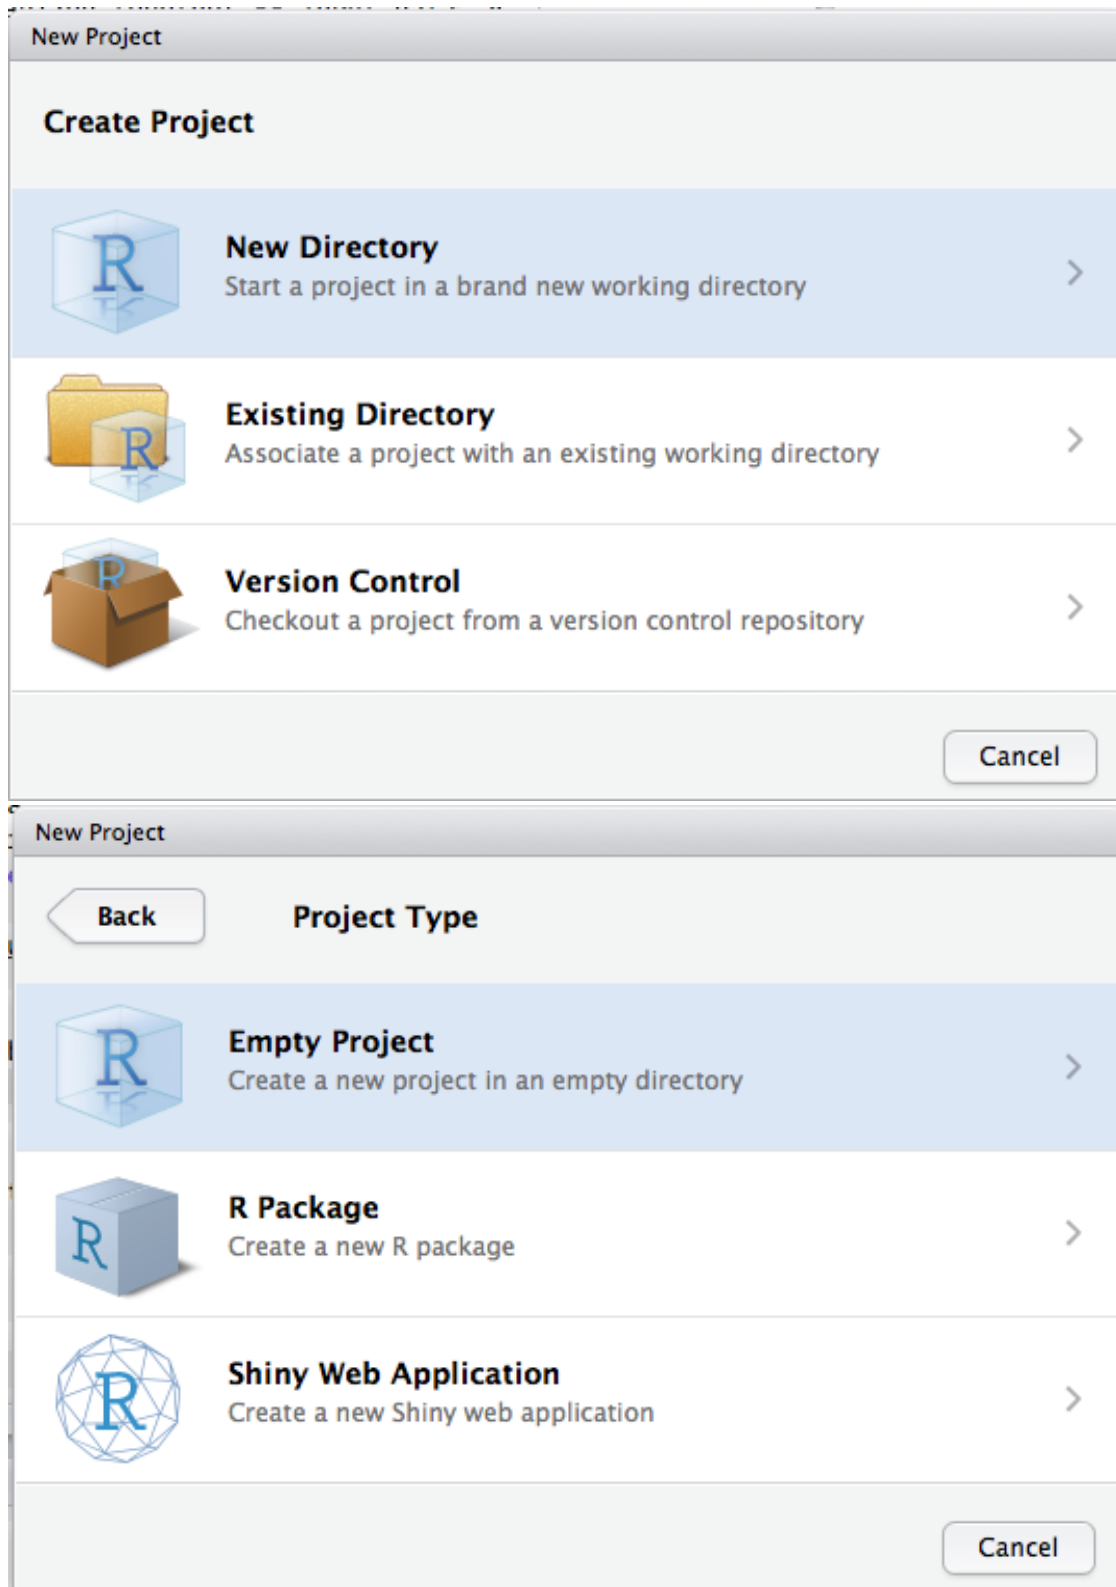 New Project
Create Project
R
New Directory
Start a project in a brand new working directory
R
Existing Directory
Associate a project with an existing working directory
R
Version Control
Checkout a project from a version control repository
Cancel
New Project
Back
Project Type
R
Empty Project
Create a new project in an empty directory
R
R Package
Create a new R package
R
Shiny Web Application
Create a new Shiny web application
Cancel